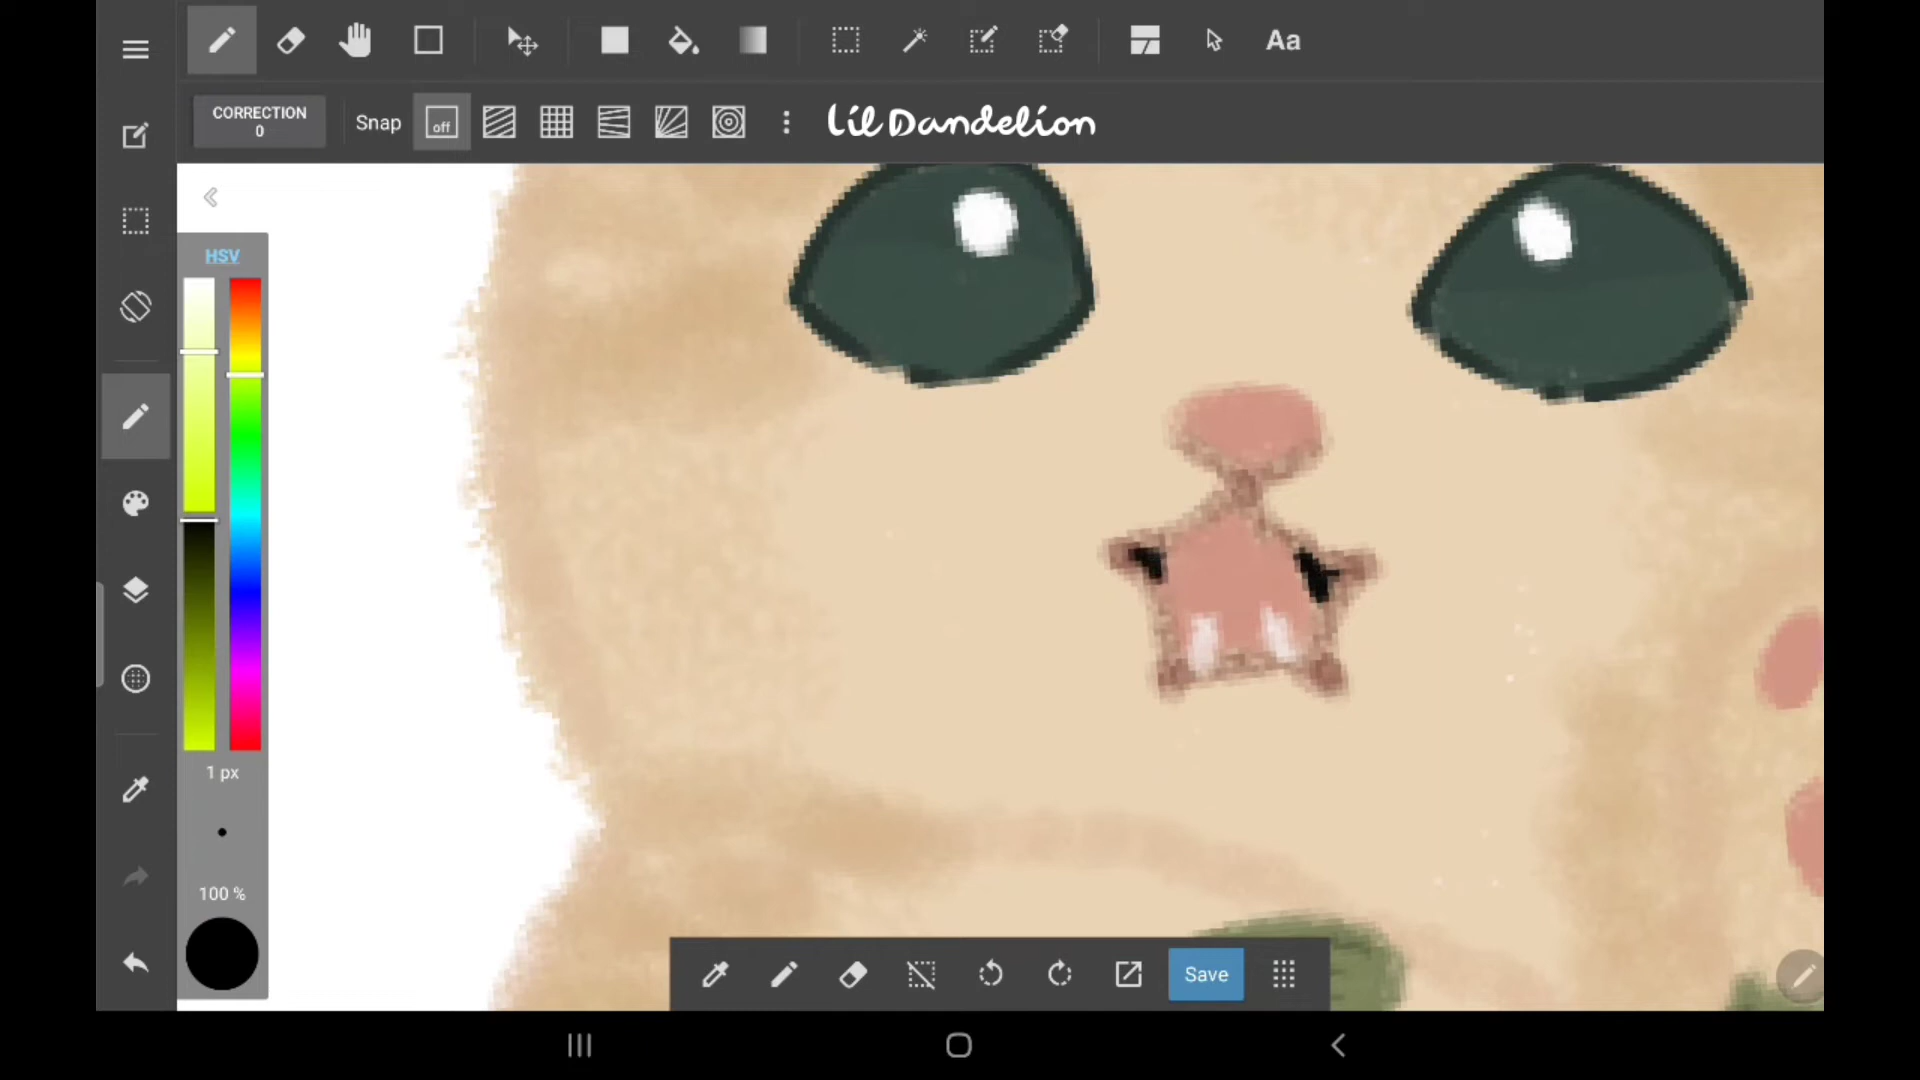 Aa
CORRECTION
0
Snap
off
Lil Dandelion
HSV
1 px
100 %
Save